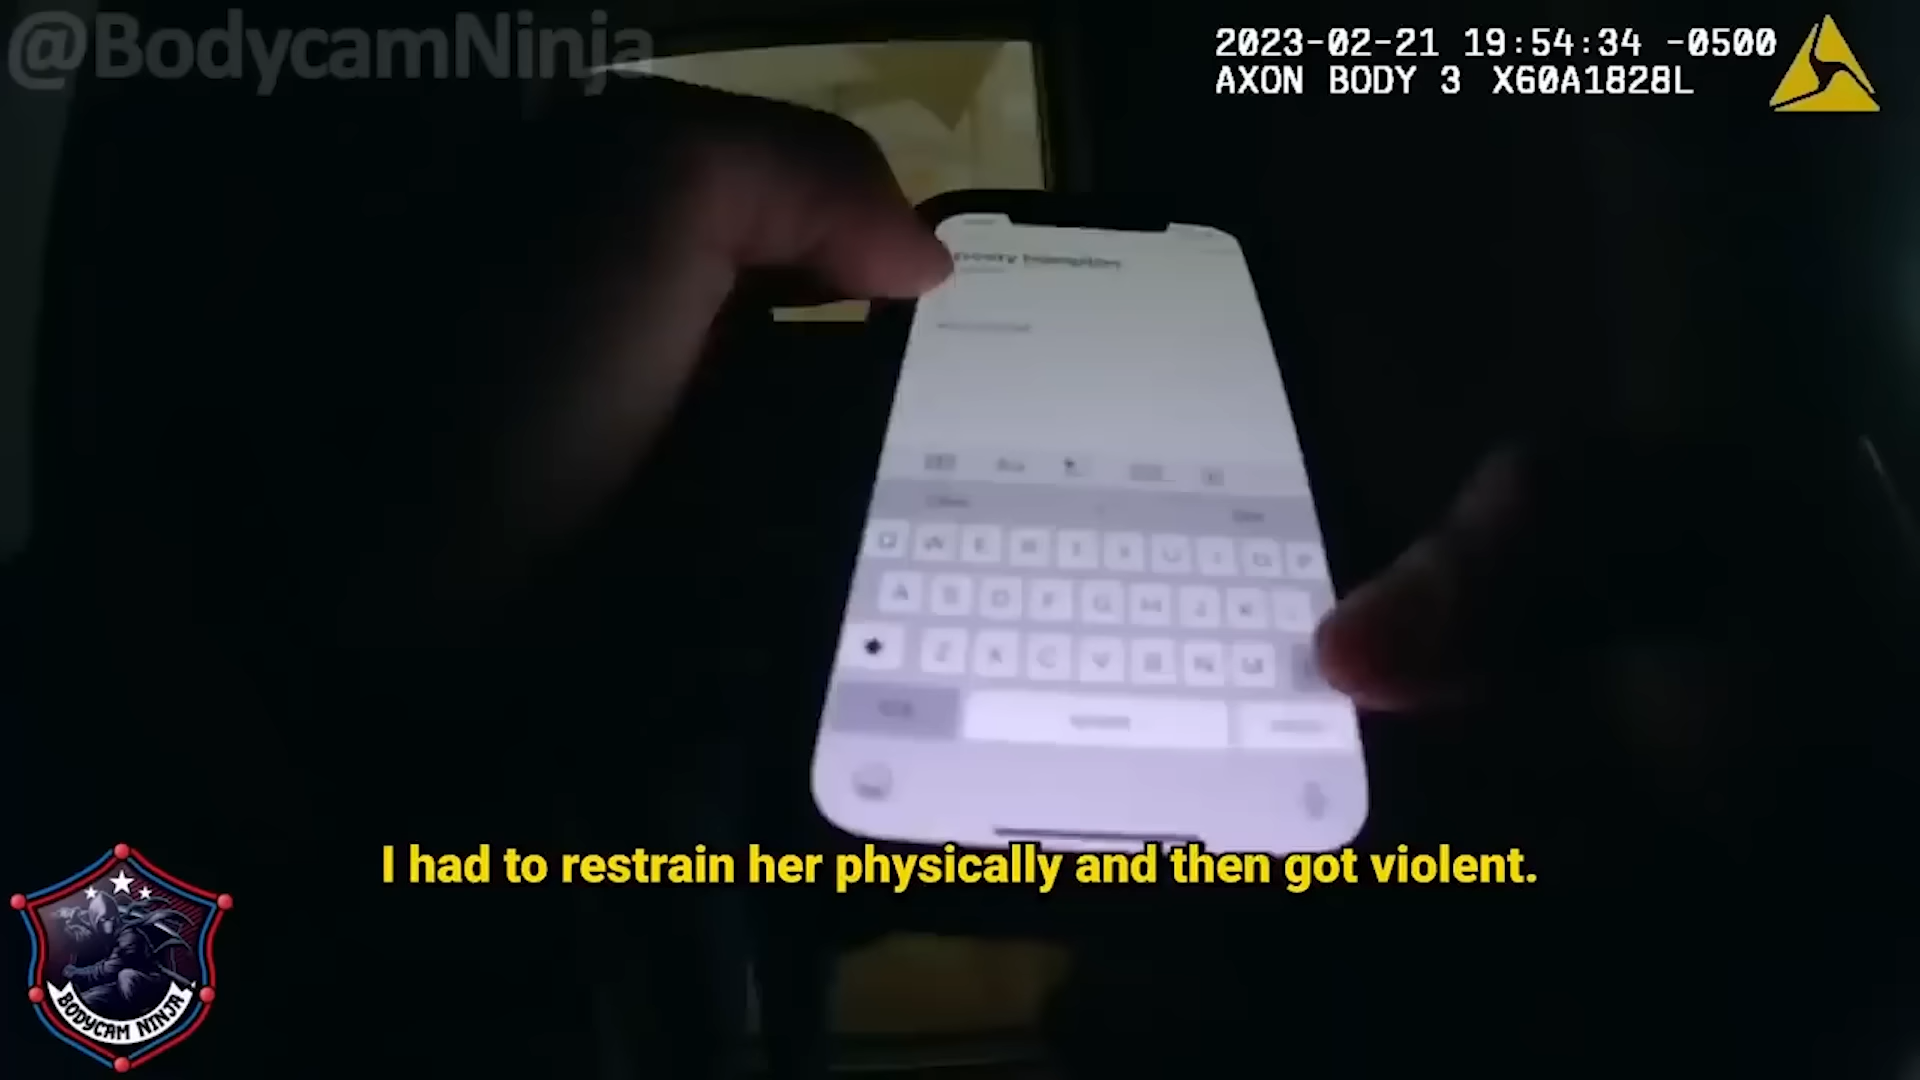 @BodycamNinja
2023-02-21 19:54:34 -0500
AXON BODY 3 X60A1828L
Q W E R T Y U I O P
A S D F G H J K
Z X C V B N M
I had to restrain her physically and then got violent.
BODYCAM NINJA